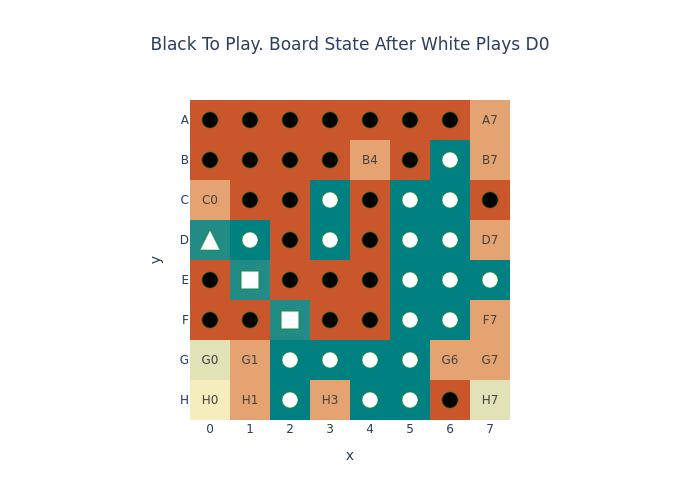 Black To Play. Board State After White Plays D0
A A7
B B4 B7
C C0
D D7
E
F F7
G G0 G1 G6 G7
H H0 H1 H3 H7
0 1 2 3 4 5 6 7
x
y